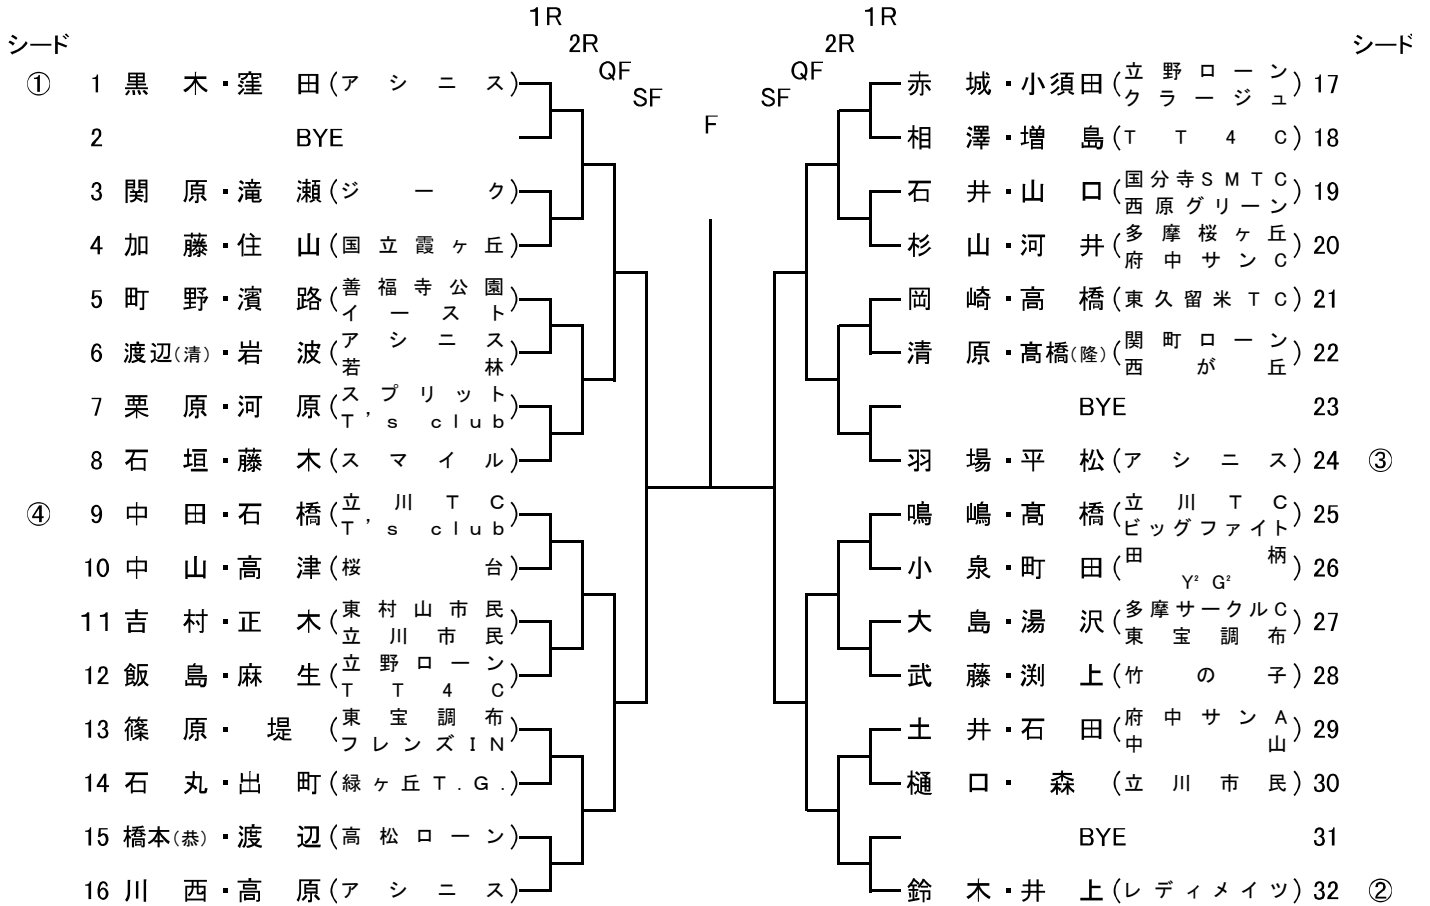 1R 1R
2R 2R
シード QF QF シード
SF SF
F
① 1 黒木・窪田(アシニス)
2 BYE
3 関原・滝瀬(ジーク)
4 加藤・住山(国立霞ヶ丘)
5 町野・濱路(善福寺公園
イースト)
6 渡辺(清)・岩波(アシニス
若林)
7 栗原・河原(スプリット
T's club)
8 石垣・藤木(スマイル)
④ 9 中田・石橋(立川TC
T's club)
10 中山・高津(桜台)
11 吉村・正木(東村山市民
立川市民)
12 飯島・麻生(立野ローン
TT4C)
13 篠原・堤(東宝調布
フレンズIN)
14 石丸・出町(緑ヶ丘T.G.)
15 橋本(恭)・渡辺(高松ローン)
16 川西・高原(アシニス)
赤城・小須田(立野ローン
クラージュ) 17
相澤・増島(TT4C) 18
石井・山口(国分寺SMTC
西原グリーン) 19
杉山・河井(多摩桜ヶ丘
府中サンC) 20
岡崎・高橋(東久留米TC) 21
清原・髙橋(隆)(関町ローン
西が丘) 22
BYE 23
羽場・平松(アシニス) 24 ③
鳴嶋・髙橋(立川TC
ビッグファイト) 25
小泉・町田(田柄
Y² G²) 26
大島・湯沢(多摩サークルC
東宝調布) 27
武藤・渕上(竹の子) 28
土井・石田(府中サンA
中山) 29
樋口・森(立川市民) 30
BYE 31
鈴木・井上(レディメイツ) 32 ②